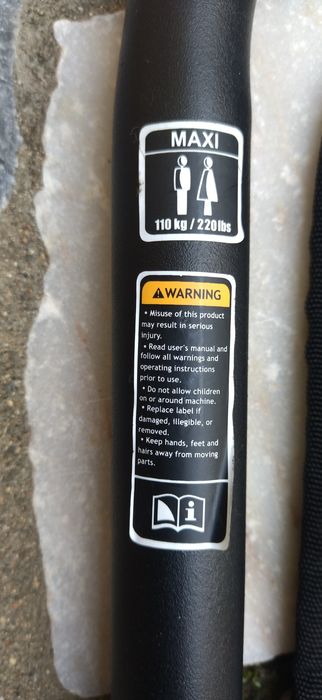 MAXI
110 kg / 220 lbs
WARNING
• Misuse of this product
may result in serious
injury.
• Read user's manual and
follow all warnings and
operating instructions
prior to use.
• Do not allow children
on or around machine.
• Replace label if
damaged, illegible, or
removed.
• Keep hands, feet and
hairs away from moving
parts.